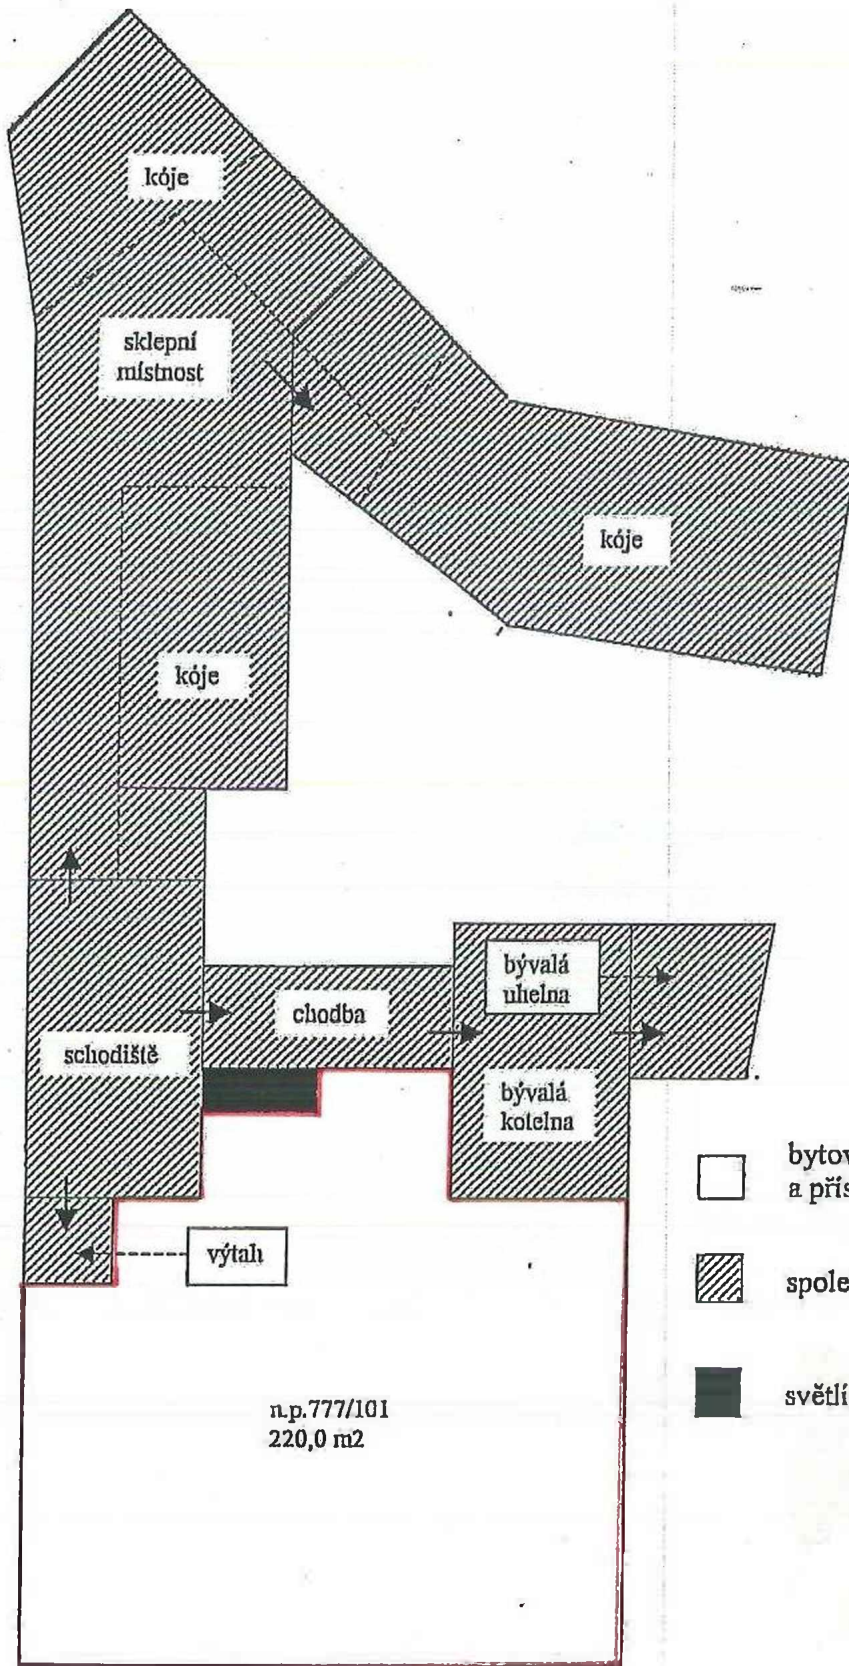 kóje
sklepní
místnost
kóje
kóje
bývalá
uhelna
chodba
schodiště
bývalá
kotelna
výtah
n.p.777/101
220,0 m2
bytov
a přís
spole
světlí